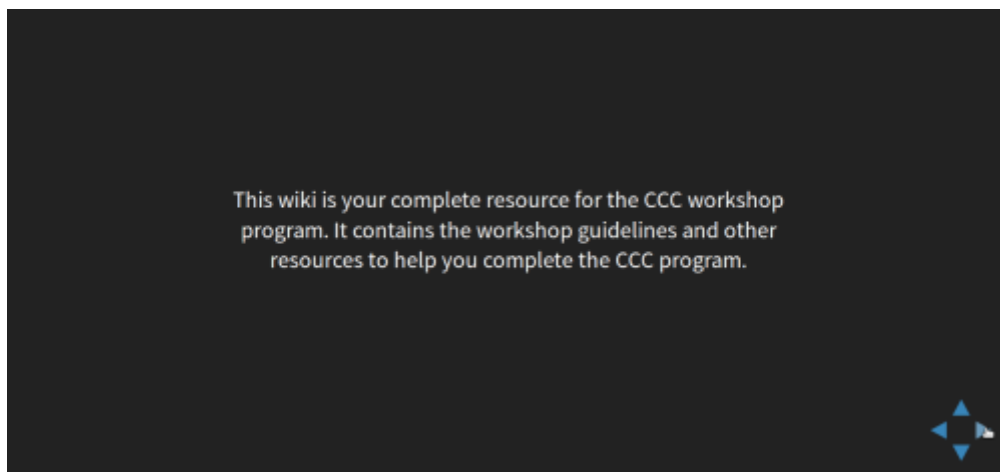 This wiki is your complete resource for the CCC workshop
program. It contains the workshop guidelines and other
resources to help you complete the CCC program.